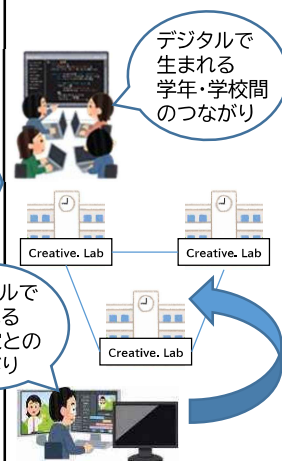 デジタルで
生まれる
学年・学校間
のつながり
Creative. Lab
Creative. Lab
Creative. Lab
ルで
る
との
り